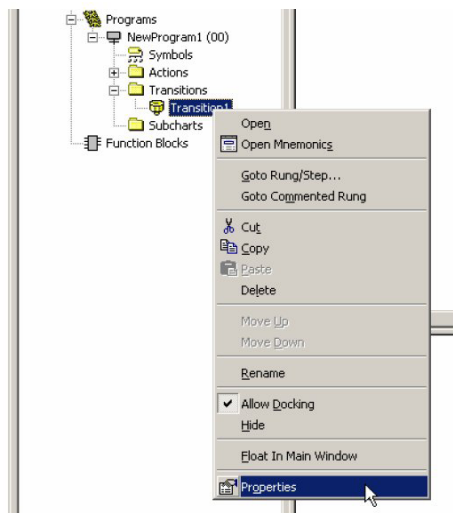 Programs
NewProgram1 (00)
Symbols
Actions
Transitions
Transition1
Subcharts
Function Blocks
Open
Open Mnemonics
Goto Rung/Step...
Goto Commented Rung
Cut
Copy
Paste
Delete
Move Up
Move Down
Rename
Allow Docking
Hide
Float In Main Window
Properties